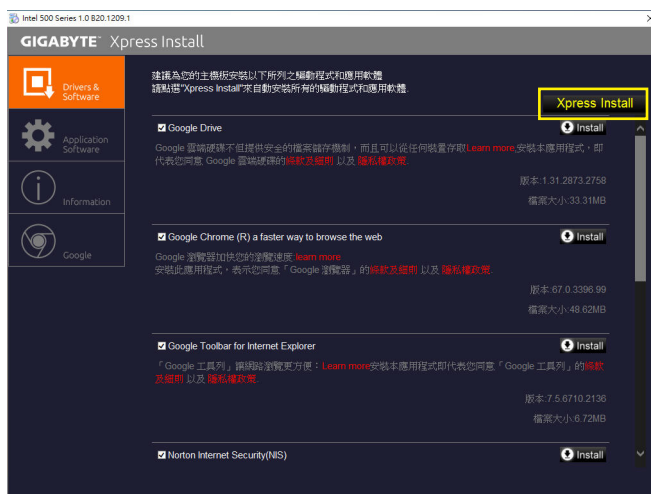 Intel 500 Series 1.0 B20.1209.1
GIGABYTE™ Xpress Install
Drivers &
Software
Application
Software
Information
Google
建議為您的主機板安裝以下所列之驅動程式和應用軟體
請點選"Xpress Install"來自動安裝所有的驅動程式和應用軟體.
Xpress Install
Google Drive
Install
Google 雲端硬碟不但提供安全的檔案儲存機制，而且可以從任何裝置存取Learn more,安裝本應用程式，即
代表您同意 Google 雲端硬碟的條款及細則 以及 隱私權政策.
版本:1.31.2873.2758
檔案大小:33.31MB
Google Chrome (R) a faster way to browse the web
Install
Google 瀏覽器加快您的瀏覽速度:learn more
安裝此應用程式，表示您同意「Google 瀏覽器」的條款及細則 以及 隱私權政策.
版本:67.0.3396.99
檔案大小:48.62MB
Google Toolbar for Internet Explorer
Install
「Google 工具列」讓網路瀏覽更方便：Learn more安裝本應用程式即代表您同意「Google 工具列」的條款
及細則 以及 隱私權政策.
版本:7.5.6710.2136
檔案大小:6.72MB
Norton Internet Security(NIS)
Install